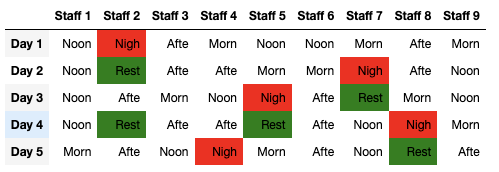 Staff 1 Staff 2 Staff 3 Staff 4 Staff 5 Staff 6 Staff 7 Staff 8 Staff 9
Day 1 Noon Nigh Afte Morn Noon Noon Morn Afte Morn
Day 2 Noon Rest Afte Afte Morn Morn Nigh Afte Noon
Day 3 Noon Afte Morn Noon Nigh Afte Rest Morn Noon
Day 4 Noon Rest Afte Afte Rest Afte Noon Nigh Morn
Day 5 Morn Afte Noon Nigh Morn Afte Noon Rest Afte